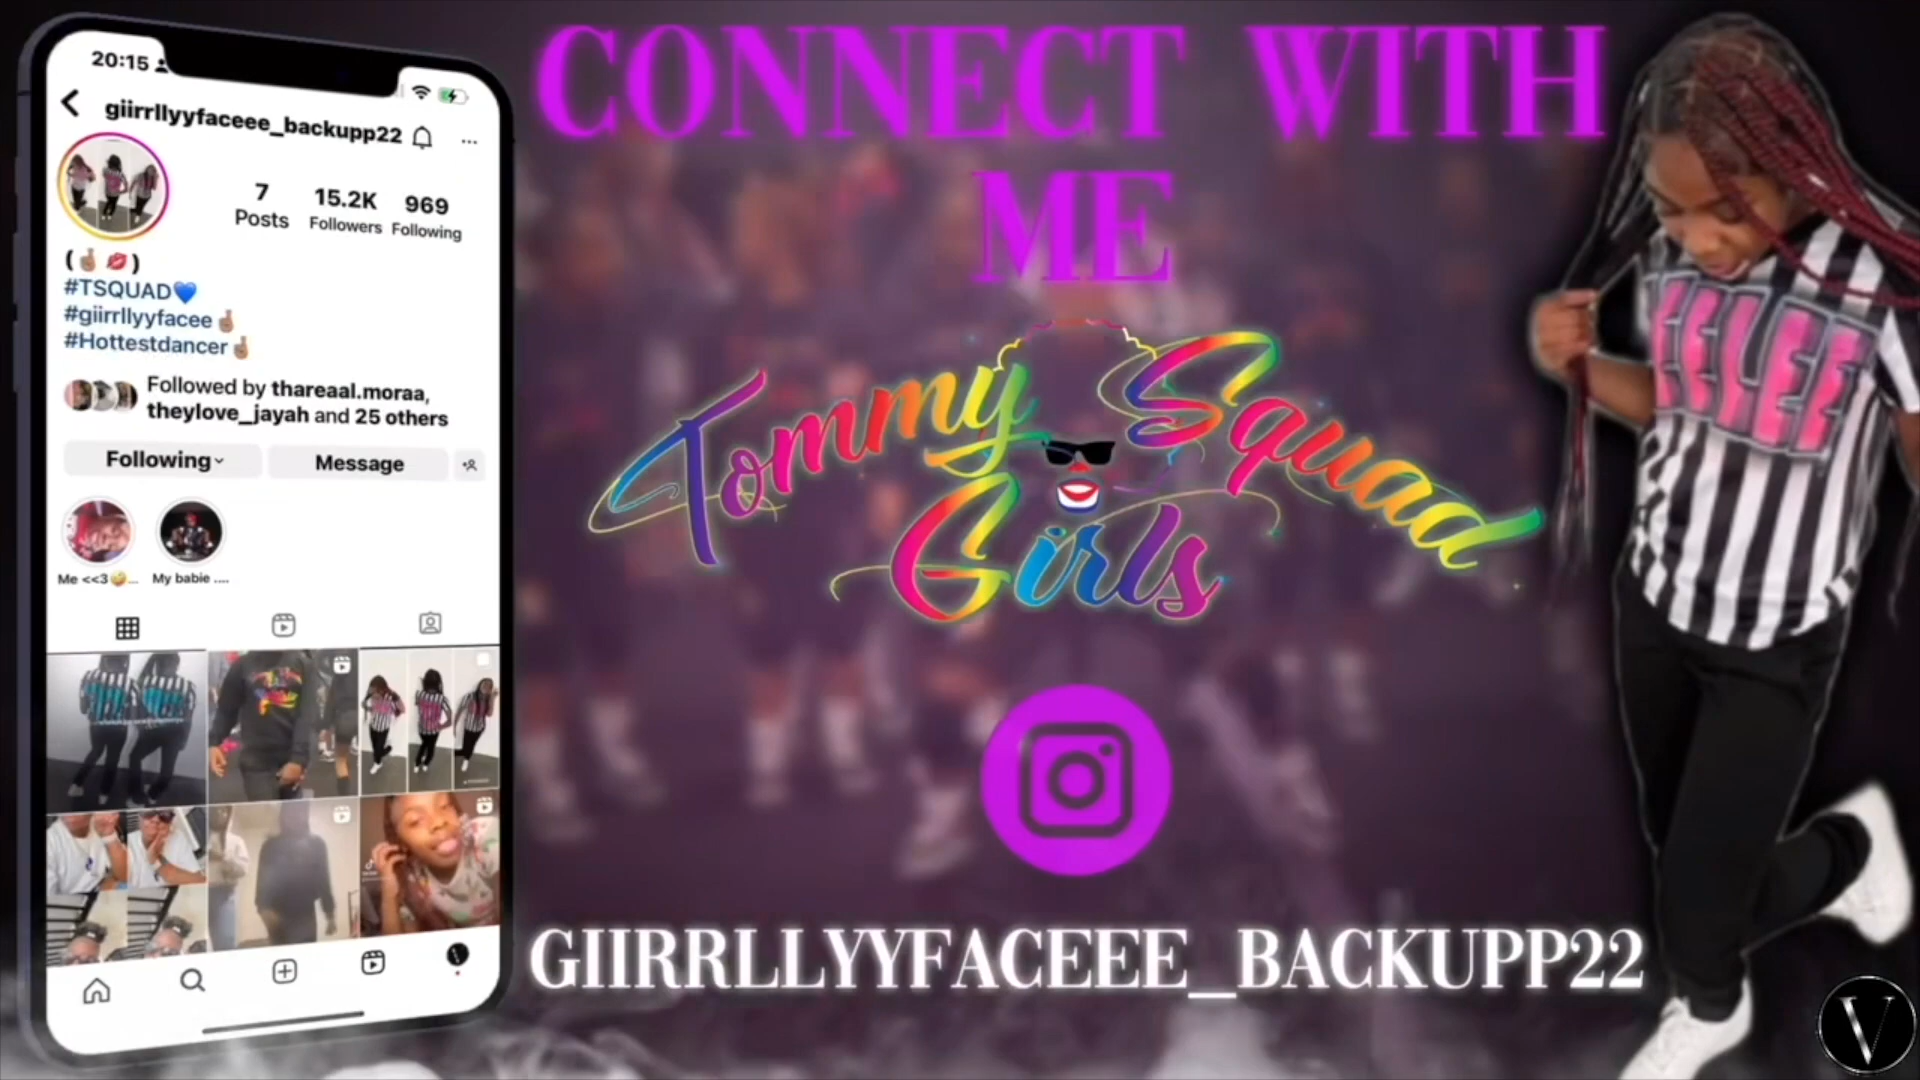 20:15
giirrllyyfaceee_backupp22
7
Posts
15.2K
Followers
969
Following
(🤞🏽💋)
#TSQUAD💙
#giirrllyyfacee🤞🏽
#Hottestdancer🤞🏽
Followed by thareaal.moraa,
theylove_jayah and 25 others
Following
Message
Me <<3🤣...
My babie ....
CONNECT WITH
ME
Tommy Squad
Girls
GIIRRLLYYFACEEE_BACKUPP22
V